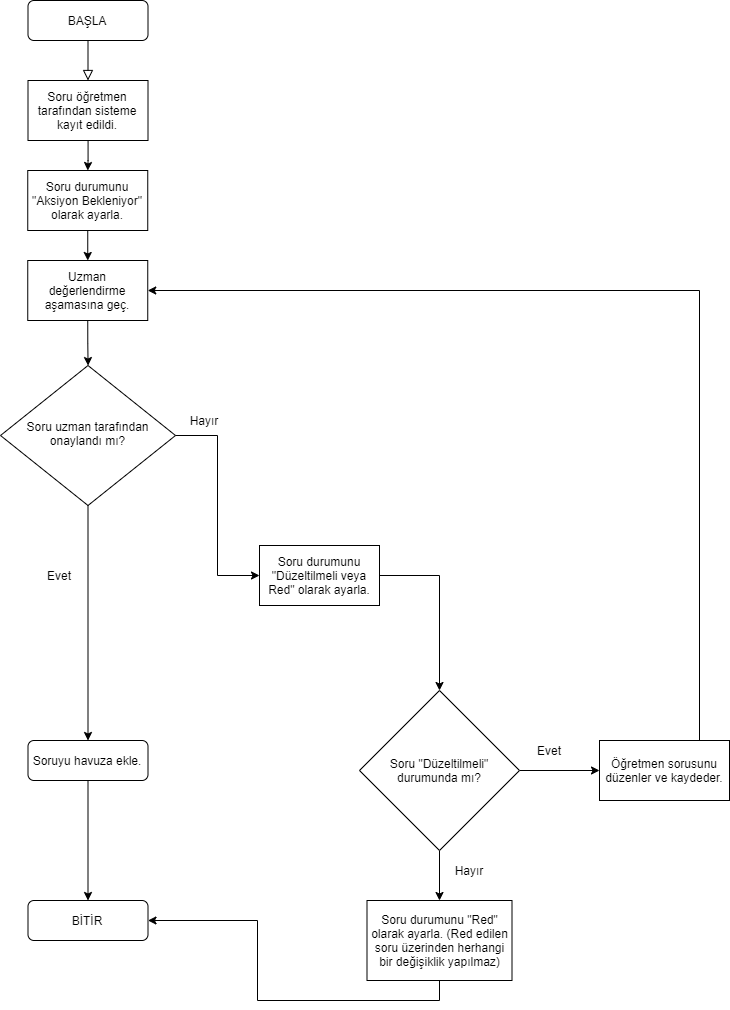 BAŞLA
Soru öğretmen
tarafından sisteme
kayıt edildi.
Soru durumunu
"Aksiyon Bekleniyor"
olarak ayarla.
Uzman
değerlendirme
aşamasına geç.
Soru uzman tarafından
onaylandı mı?
Hayır
Evet
Soru durumunu
"Düzeltilmeli veya
Red" olarak ayarla.
Soruyu havuza ekle.
Soru "Düzeltilmeli"
durumunda mı?
Evet
Öğretmen sorusunu
düzenler ve kaydeder.
Hayır
Soru durumunu "Red"
olarak ayarla. (Red edilen
soru üzerinden herhangi
bir değişiklik yapılmaz)
BİTİR